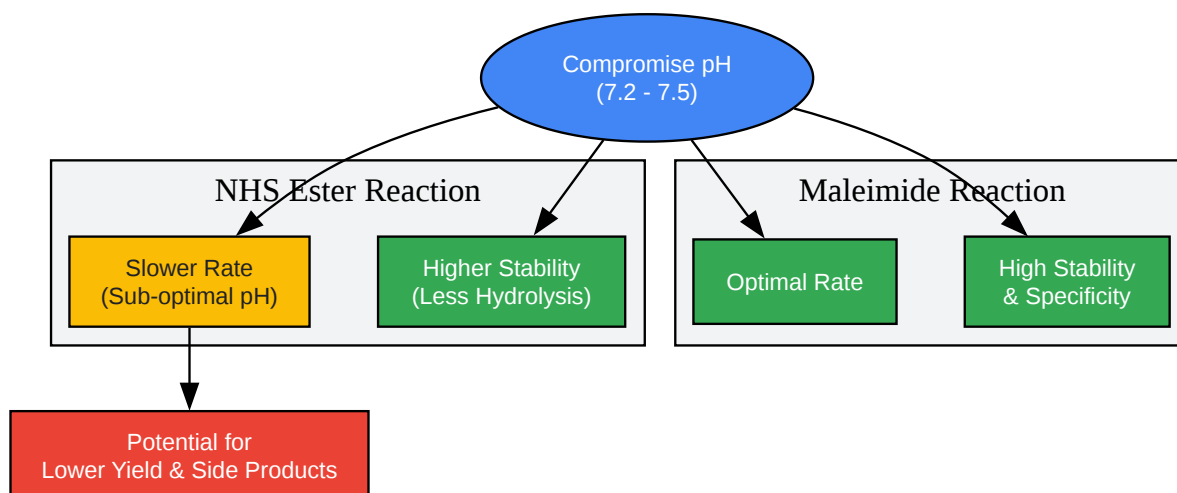 Compromise pH
(7.2 - 7.5)
NHS Ester Reaction
Maleimide Reaction
Slower Rate
(Sub-optimal pH)
Higher Stability
(Less Hydrolysis)
Optimal Rate
High Stability
& Specificity
Potential for
Lower Yield & Side Products